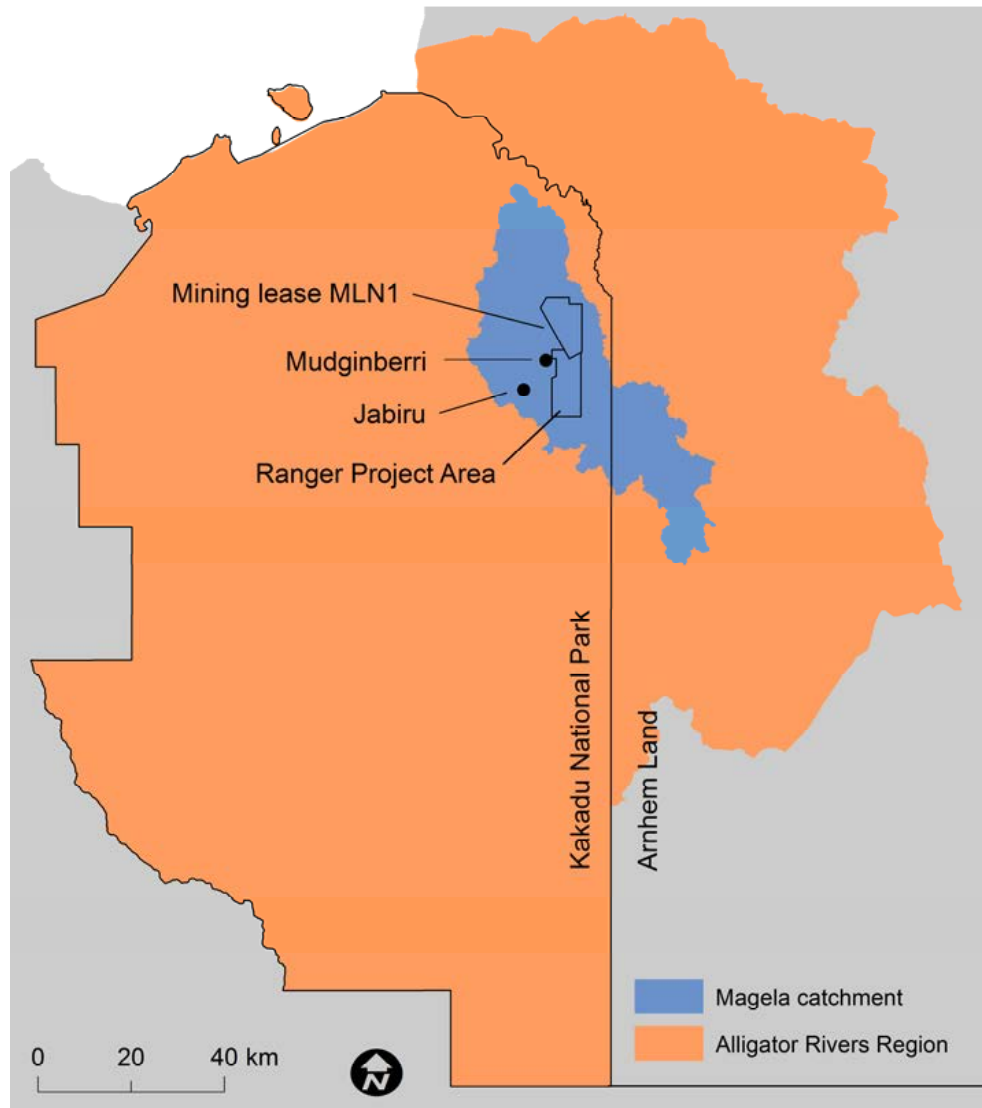 Mining lease MLN1
Mudginberri
Jabiru
Ranger Project Area
Kakadu National Park
Arnhem Land
Magela catchment
Alligator Rivers Region
0 20 40 km
N